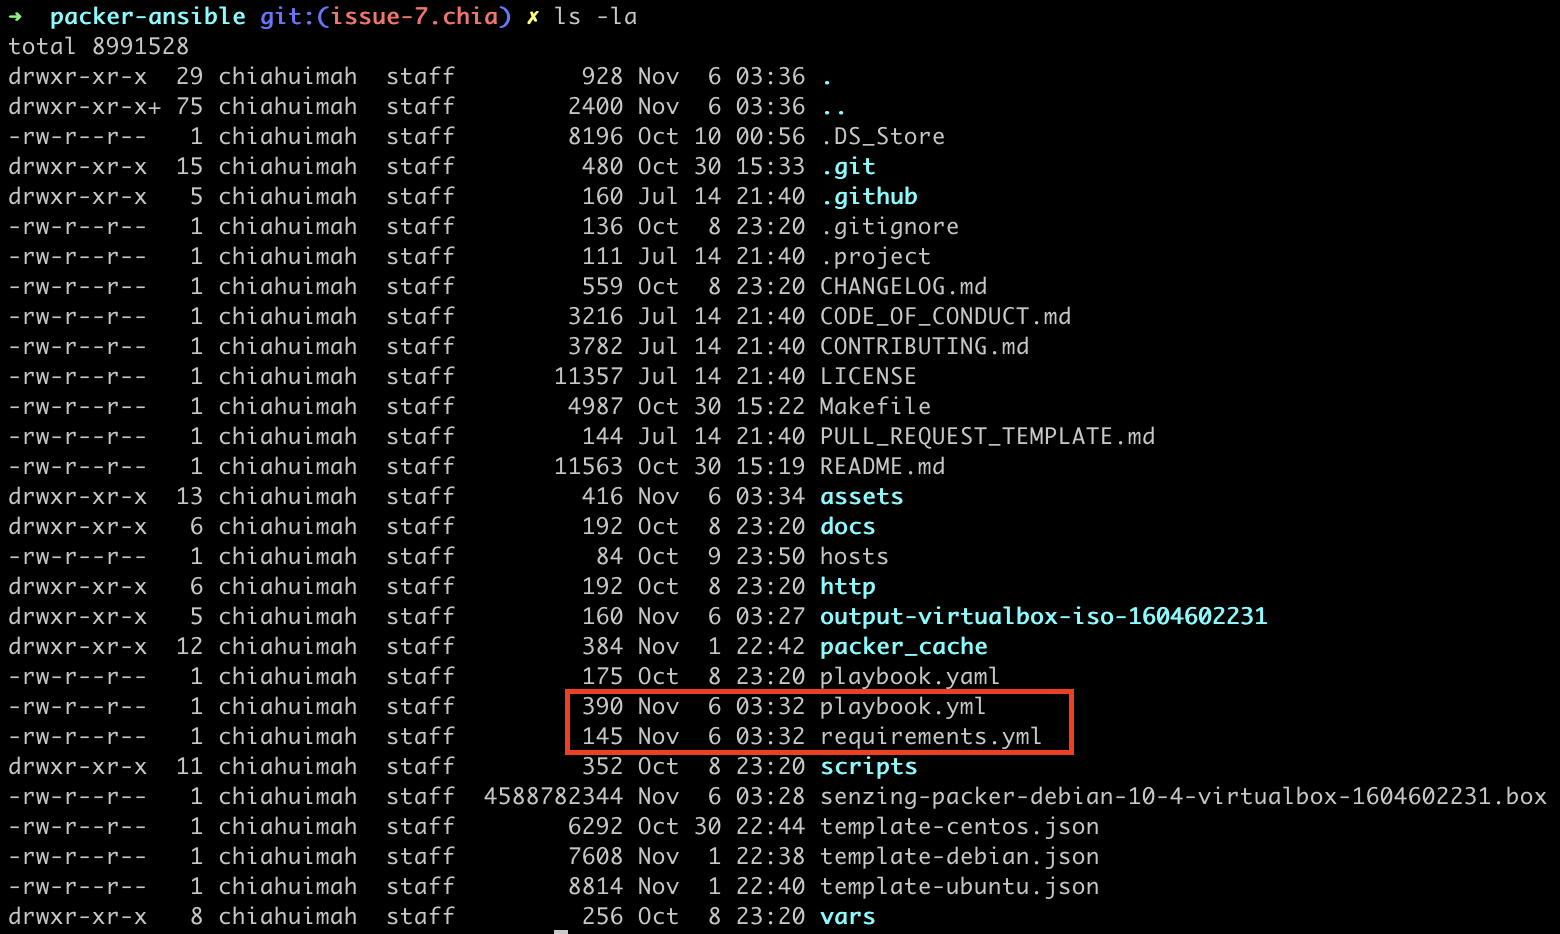 ➜  packer-ansible git:(issue-7.chia) ✗ ls -la
total 8991528
drwxr-xr-x  29 chiahuimah  staff         928 Nov  6 03:36 .
drwxr-xr-x+ 75 chiahuimah  staff        2400 Nov  6 03:36 ..
-rw-r--r--   1 chiahuimah  staff        8196 Oct 10 00:56 .DS_Store
drwxr-xr-x  15 chiahuimah  staff         480 Oct 30 15:33 .git
drwxr-xr-x   5 chiahuimah  staff         160 Jul 14 21:40 .github
-rw-r--r--   1 chiahuimah  staff         136 Oct  8 23:20 .gitignore
-rw-r--r--   1 chiahuimah  staff         111 Jul 14 21:40 .project
-rw-r--r--   1 chiahuimah  staff         559 Oct  8 23:20 CHANGELOG.md
-rw-r--r--   1 chiahuimah  staff        3216 Jul 14 21:40 CODE_OF_CONDUCT.md
-rw-r--r--   1 chiahuimah  staff        3782 Jul 14 21:40 CONTRIBUTING.md
-rw-r--r--   1 chiahuimah  staff       11357 Jul 14 21:40 LICENSE
-rw-r--r--   1 chiahuimah  staff        4987 Oct 30 15:22 Makefile
-rw-r--r--   1 chiahuimah  staff         144 Jul 14 21:40 PULL_REQUEST_TEMPLATE.md
-rw-r--r--   1 chiahuimah  staff       11563 Oct 30 15:19 README.md
drwxr-xr-x  13 chiahuimah  staff         416 Nov  6 03:34 assets
drwxr-xr-x   6 chiahuimah  staff         192 Oct  8 23:20 docs
-rw-r--r--   1 chiahuimah  staff          84 Oct  9 23:50 hosts
drwxr-xr-x   6 chiahuimah  staff         192 Oct  8 23:20 http
drwxr-xr-x   5 chiahuimah  staff         160 Nov  6 03:27 output-virtualbox-iso-1604602231
drwxr-xr-x  12 chiahuimah  staff         384 Nov  1 22:42 packer_cache
-rw-r--r--   1 chiahuimah  staff         175 Oct  8 23:20 playbook.yaml
-rw-r--r--   1 chiahuimah  staff         390 Nov  6 03:32 playbook.yml
-rw-r--r--   1 chiahuimah  staff         145 Nov  6 03:32 requirements.yml
drwxr-xr-x  11 chiahuimah  staff         352 Oct  8 23:20 scripts
-rw-r--r--   1 chiahuimah  staff  4588782344 Nov  6 03:28 senzing-packer-debian-10-4-virtualbox-1604602231.box
-rw-r--r--   1 chiahuimah  staff        6292 Oct 30 22:44 template-centos.json
-rw-r--r--   1 chiahuimah  staff        7608 Nov  1 22:38 template-debian.json
-rw-r--r--   1 chiahuimah  staff        8814 Nov  1 22:40 template-ubuntu.json
drwxr-xr-x   8 chiahuimah  staff         256 Oct  8 23:20 vars